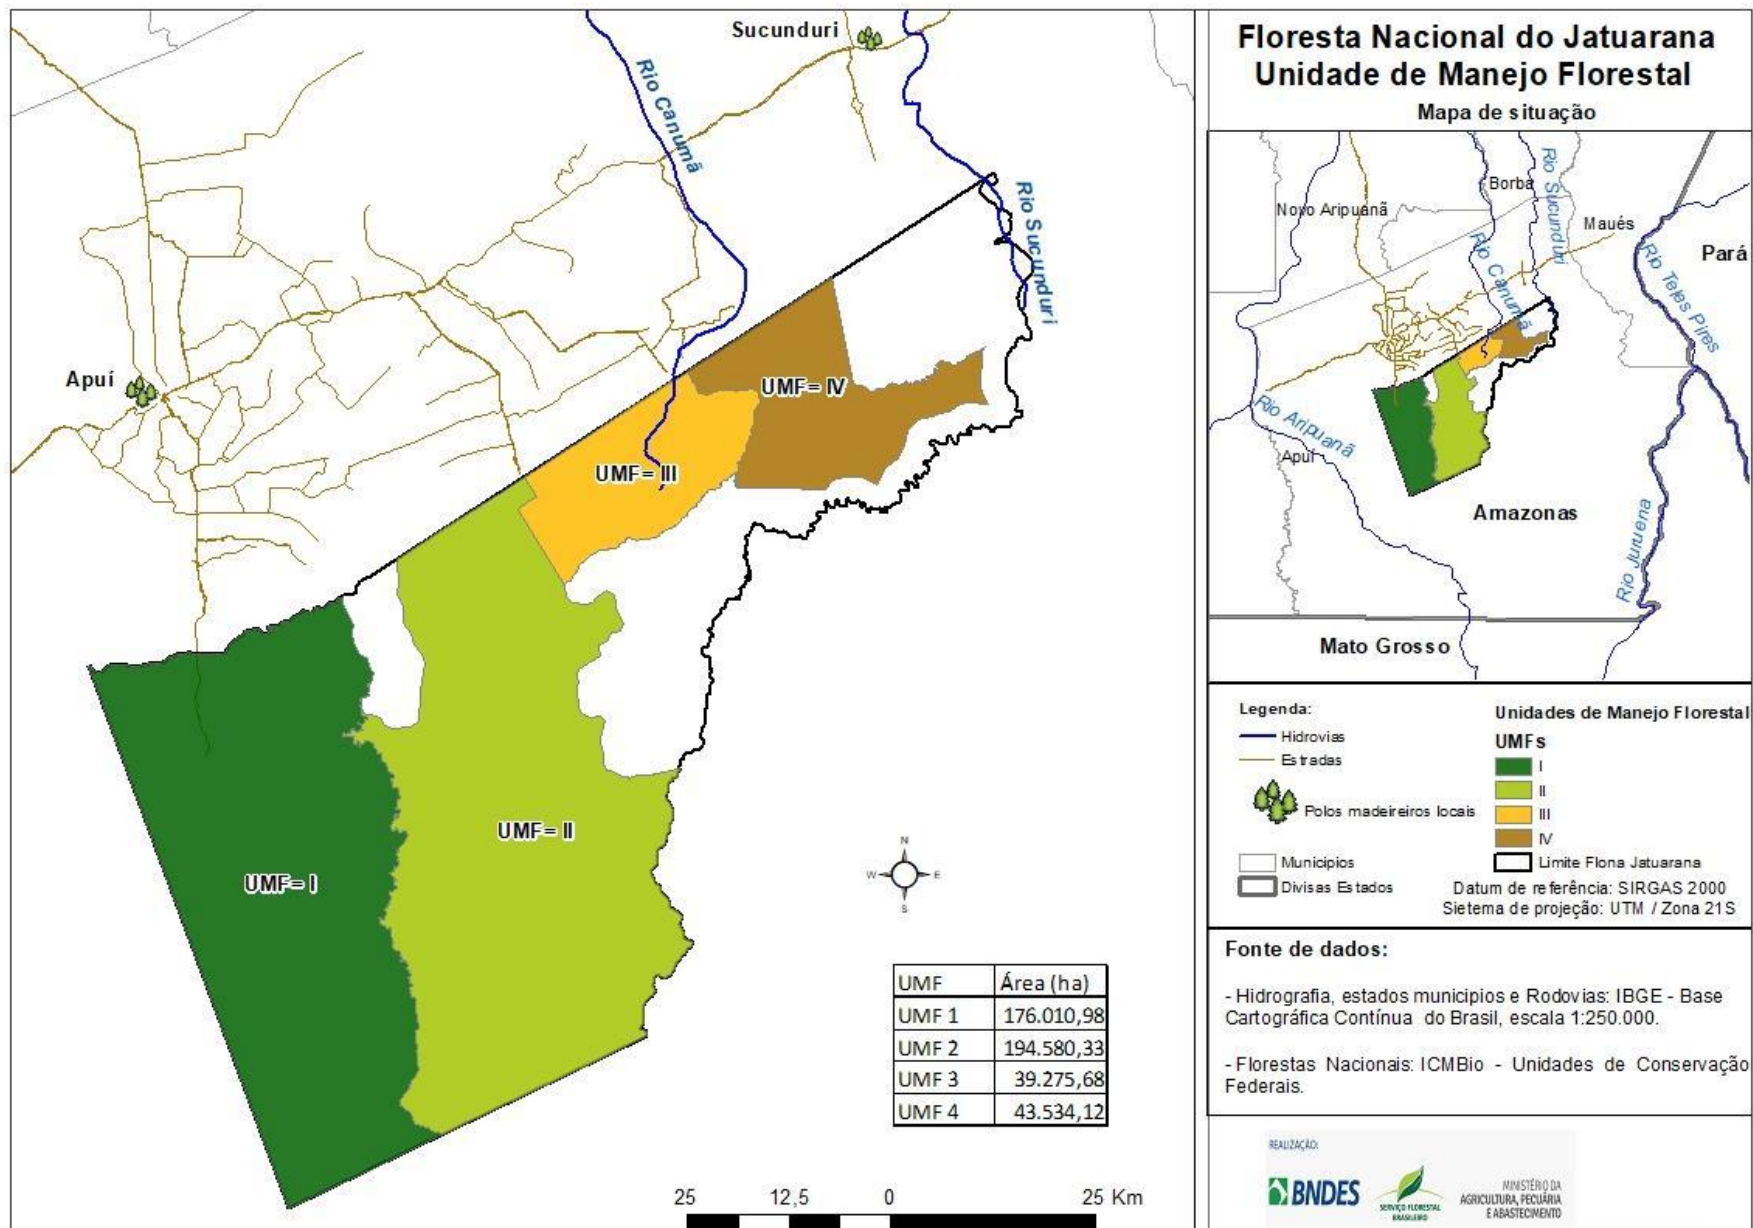 Sucunduri
Rio Canumã
Rio Sucunduri
Apuí
UMF= IV
UMF= III
UMF= II
UMF= I
N
W
E
S
UMF Área (ha)
UMF 1 176.010,98
UMF 2 194.580,33
UMF 3 39.275,68
UMF 4 43.534,12
25 12,5 0 25 Km
Floresta Nacional do Jatuarana
Unidade de Manejo Florestal
Mapa de situação
Borba
Rio Sucunduri
Novo Aripuanã
Maués
Pará
Rio Canumã
Rio Teles Pires
Rio Aripuanã
Apuí
Amazonas
Rio Juruena
Mato Grosso
Legenda:
Hidrovias
Estradas
Polos madeireiros locais
Municipios
Divisas Estados
Unidades de Manejo Florestal
UMFs
I
II
III
IV
Limite Flona Jatuarana
Datum de referência: SIRGAS 2000
Sietema de projeção: UTM / Zona 21S
Fonte de dados:
- Hidrografia, estados municipios e Rodovias: IBGE - Base
Cartográfica Contínua do Brasil, escala 1:250.000.
- Florestas Nacionais: ICMBio - Unidades de Conservação
Federais.
REALIZAÇÃO:
BNDES
SERVIÇO FLORESTAL
BRASILEIRO
MINISTÉRIO DA
AGRICULTURA, PECUÁRIA
E ABASTECIMENTO